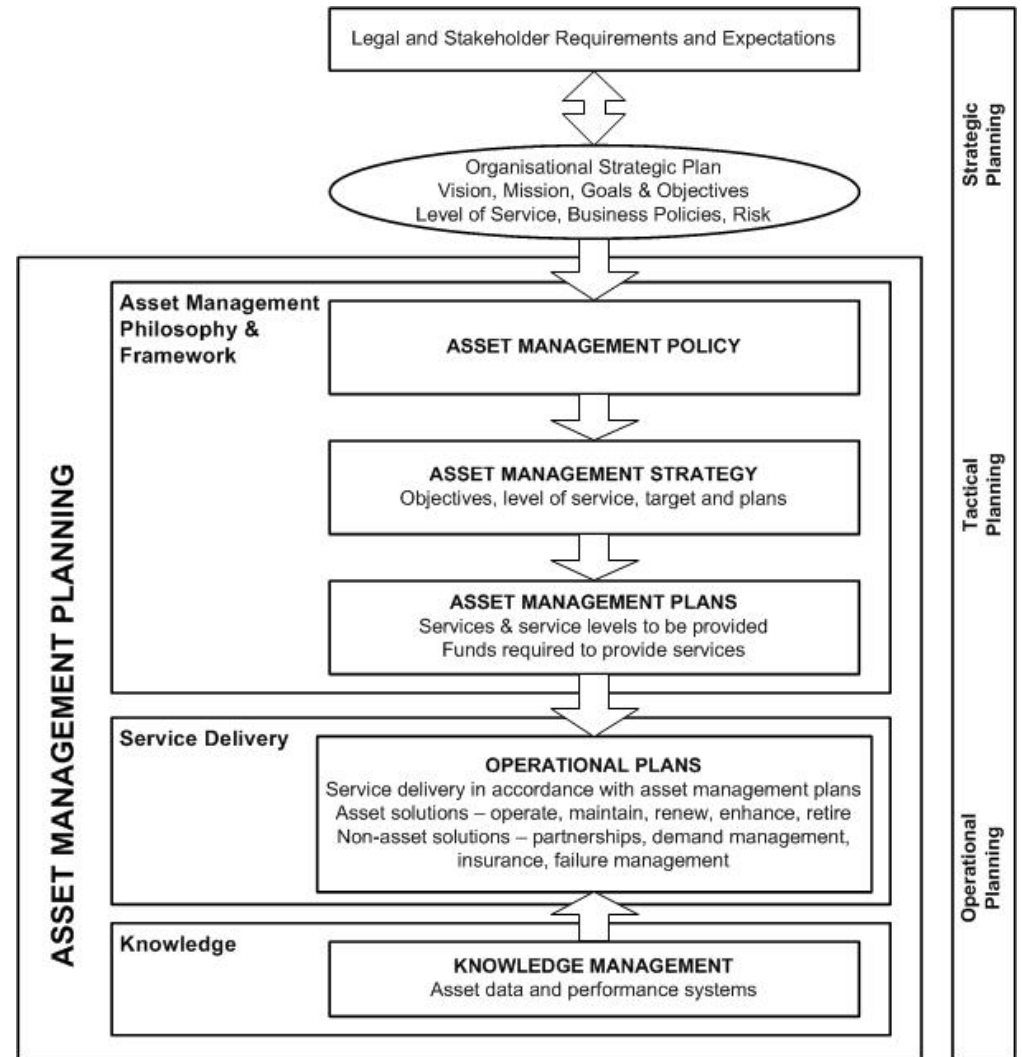 Legal and Stakeholder Requirements and Expectations
Organisational Strategic Plan
Vision, Mission, Goals & Objectives
Level of Service, Business Policies, Risk
Strategic
Planning
ASSET MANAGEMENT PLANNING
Asset Management
Philosophy &
Framework
ASSET MANAGEMENT POLICY
ASSET MANAGEMENT STRATEGY
Objectives, level of service, target and plans
Tactical
Planning
ASSET MANAGEMENT PLANS
Services & service levels to be provided
Funds required to provide services
Service Delivery
OPERATIONAL PLANS
Service delivery in accordance with asset management plans
Asset solutions – operate, maintain, renew, enhance, retire
Non-asset solutions – partnerships, demand management,
insurance, failure management
Operational
Planning
Knowledge
KNOWLEDGE MANAGEMENT
Asset data and performance systems